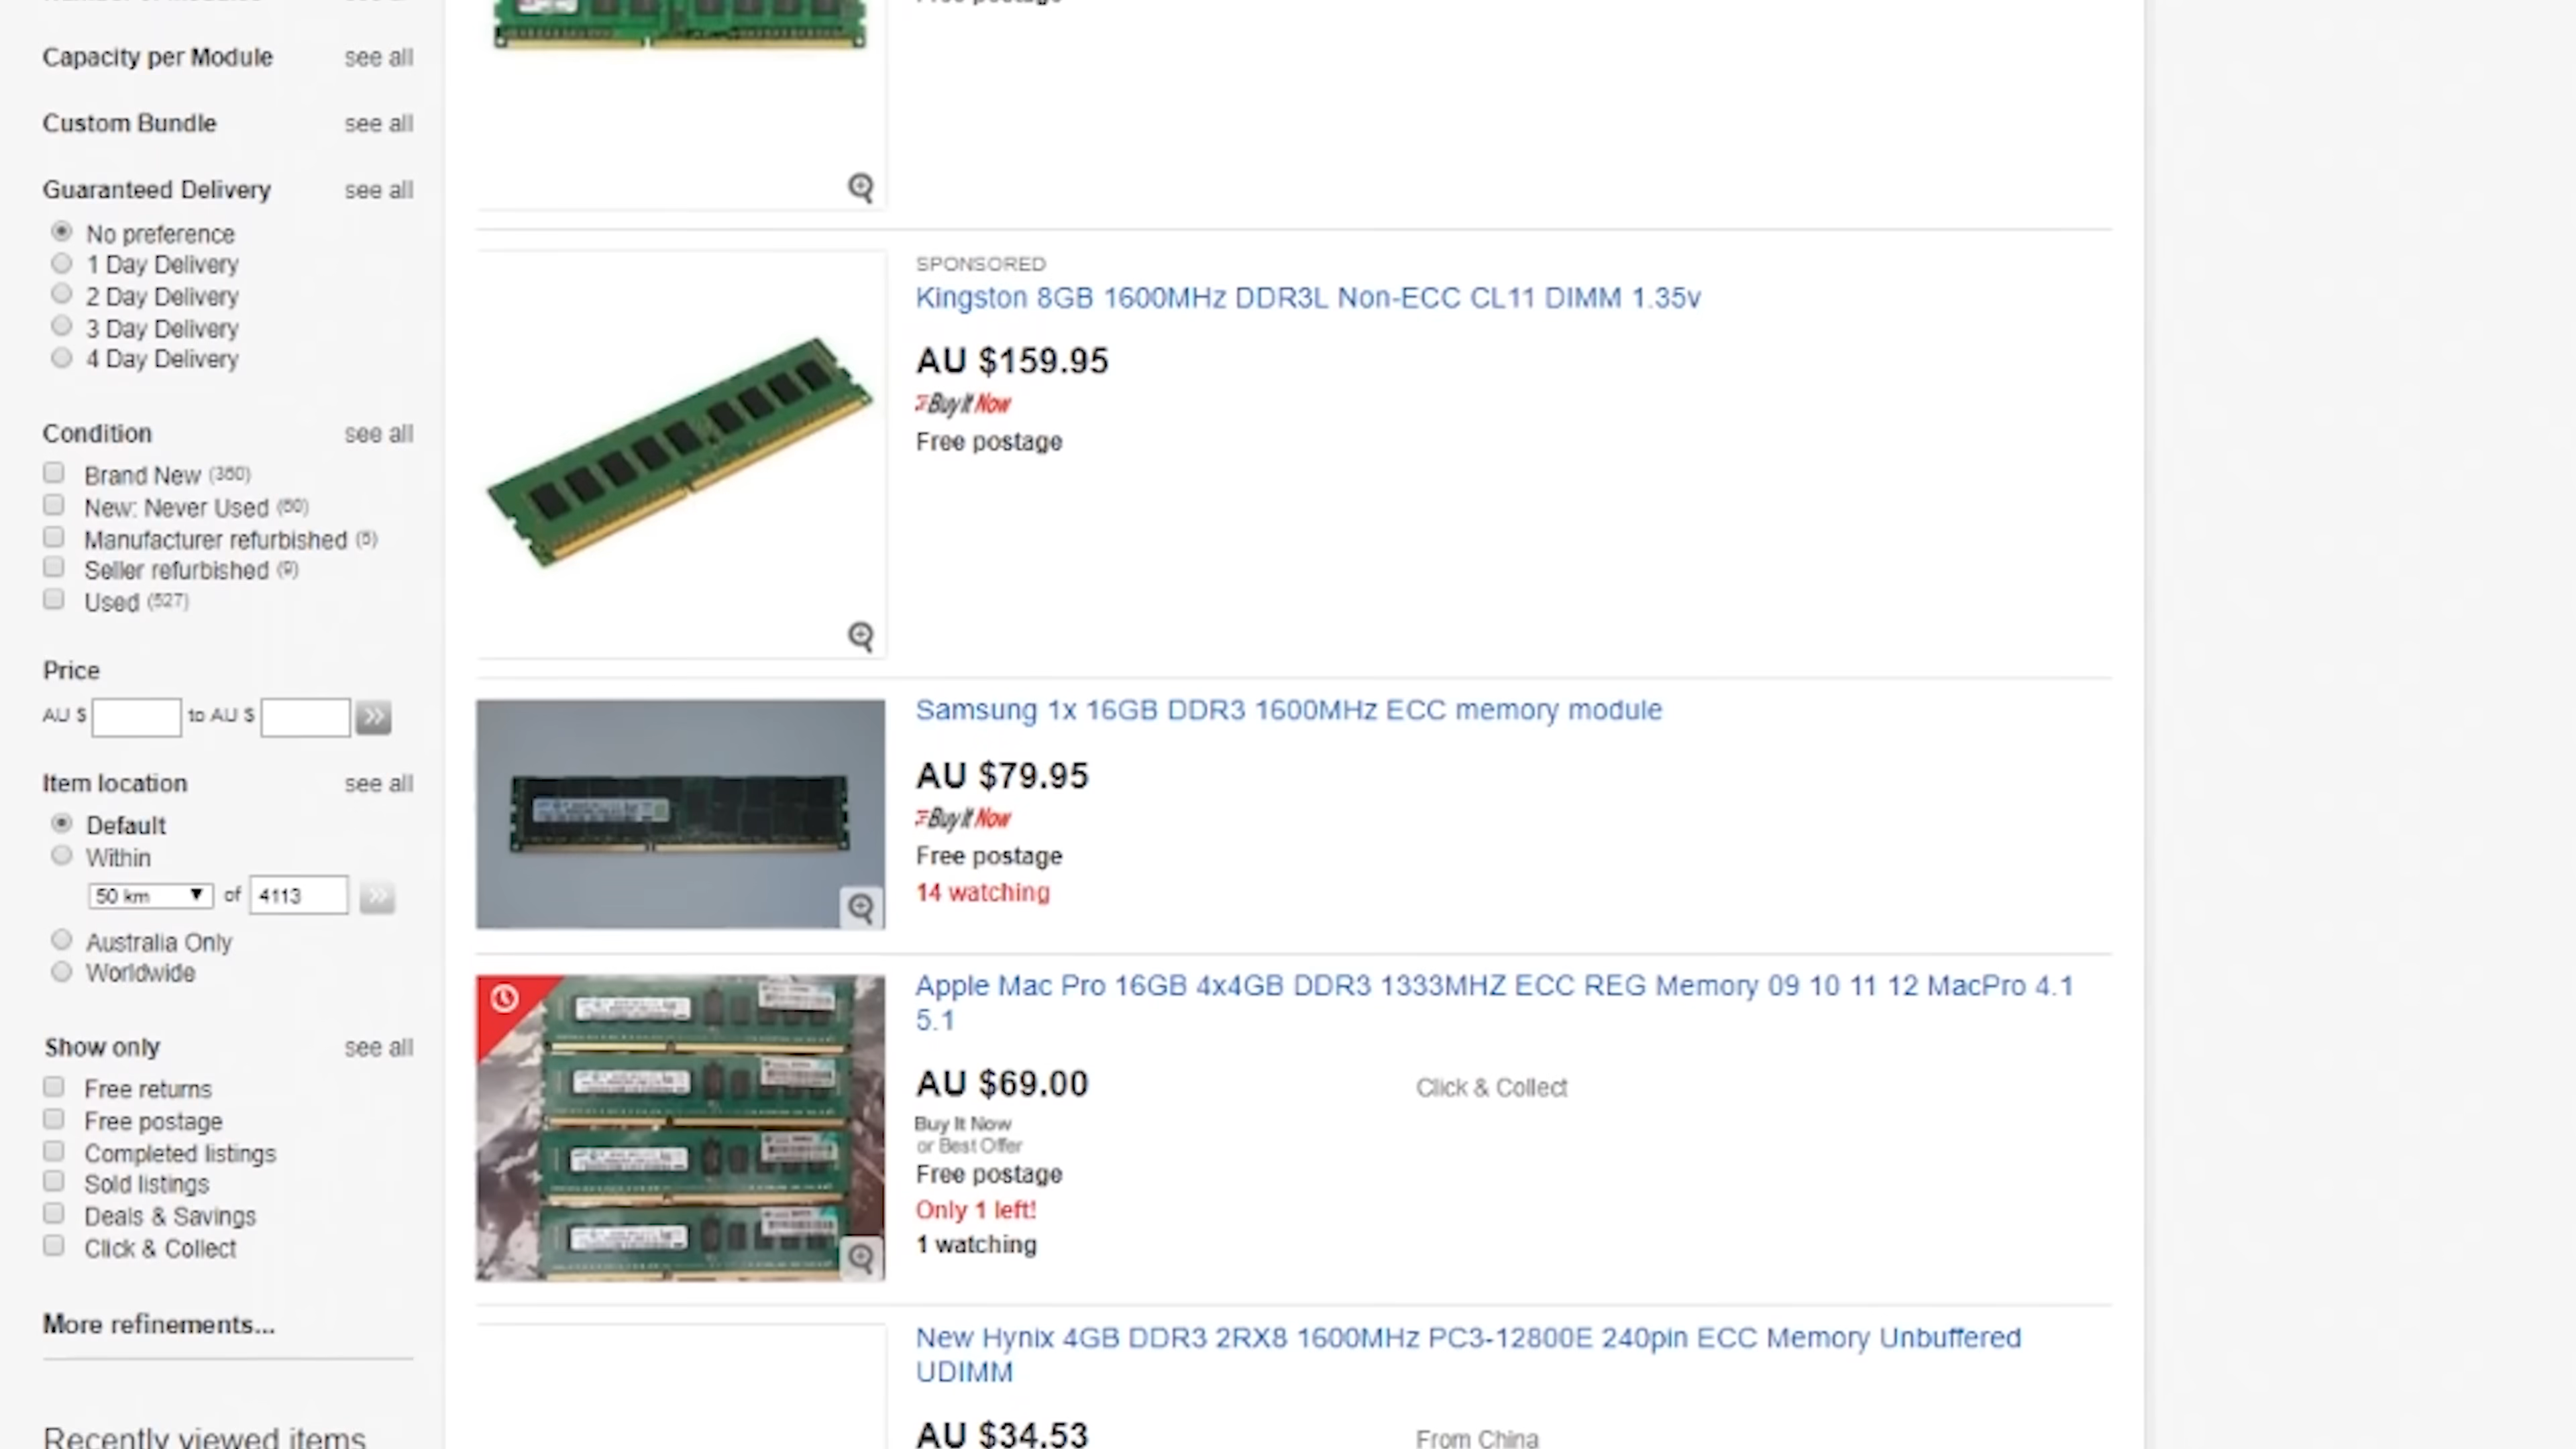 Capacity per Module see all
Custom Bundle see all
Guaranteed Delivery see all
No preference
1 Day Delivery
2 Day Delivery
3 Day Delivery
4 Day Delivery
Condition see all
Brand New (360)
New: Never Used (60)
Manufacturer refurbished (5)
Seller refurbished (9)
Used (527)
Price
AU $ to AU $
Item location see all
Default
Within
50 km ▼ of 4113
Australia Only
Worldwide
Show only see all
Free returns
Free postage
Completed listings
Sold listings
Deals & Savings
Click & Collect
More refinements...
Recently viewed items
Free postage
SPONSORED
Kingston 8GB 1600MHz DDR3L Non-ECC CL11 DIMM 1.35v
AU $159.95
Buy It Now
Free postage
Samsung 1x 16GB DDR3 1600MHz ECC memory module
AU $79.95
Buy It Now
Free postage
14 watching
Apple Mac Pro 16GB 4x4GB DDR3 1333MHZ ECC REG Memory 09 10 11 12 MacPro 4.1
5.1
AU $69.00 Click & Collect
Buy It Now
or Best Offer
Free postage
Only 1 left!
1 watching
New Hynix 4GB DDR3 2RX8 1600MHz PC3-12800E 240pin ECC Memory Unbuffered
UDIMM
AU $34.53 From China